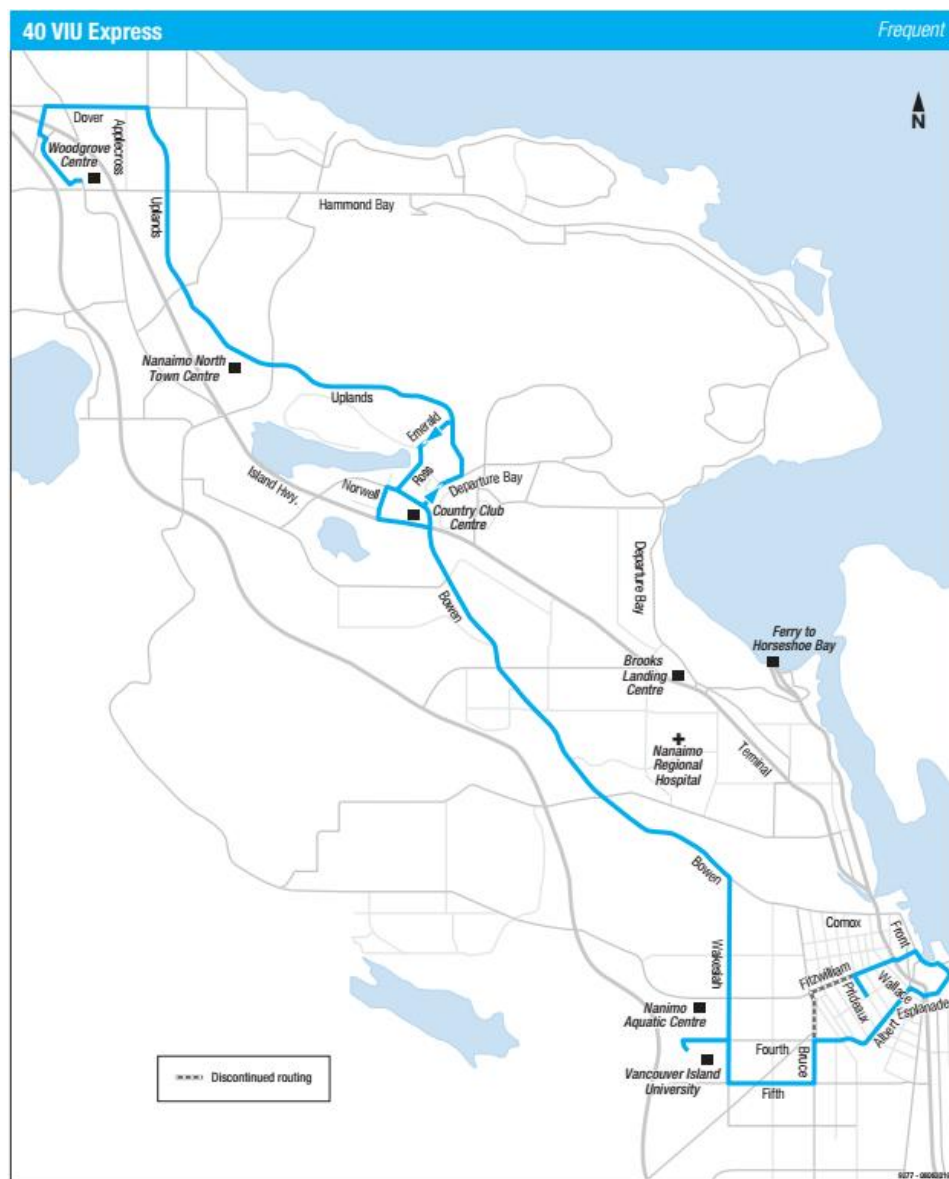 40 VIU Express
Frequent
N
Dover
Applecross
Woodgrove
Centre
Uplands
Hammond Bay
Nanaimo North
Town Centre
Uplands
Emerald
Ross
Departure Bay
Norwell
Island Hwy.
Country Club
Centre
Departure Bay
Bowen
Ferry to
Horseshoe Bay
Brooks
Landing
Centre
Nanaimo
Regional
Hospital
Terminal
Bowen
Comox
Front
Wakesiah
Fitzwilliam
Wallace
Prideaux
Esplanade
Albert
Nanimo
Aquatic Centre
Fourth
Bruce
Vancouver Island
University
Fifth
Discontinued routing